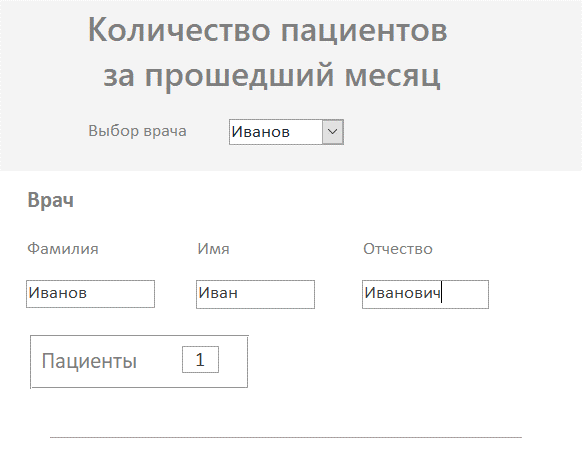 Количество пациентов
за прошедший месяц
Выбор врача Иванов
Врач
Фамилия Имя Отчество
Иванов Иван Иванович
Пациенты 1